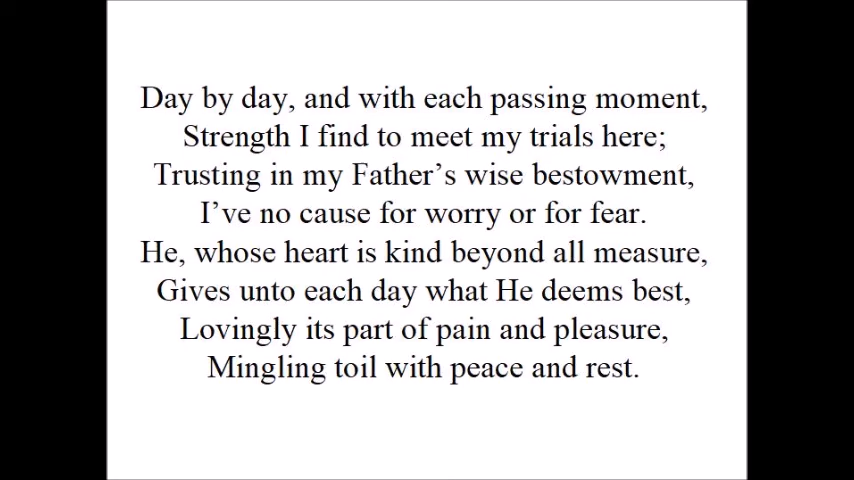 Day by day, and with each passing moment,
Strength I find to meet my trials here;
Trusting in my Father’s wise bestowment,
I’ve no cause for worry or for fear.
He, whose heart is kind beyond all measure,
Gives unto each day what He deems best,
Lovingly its part of pain and pleasure,
Mingling toil with peace and rest.